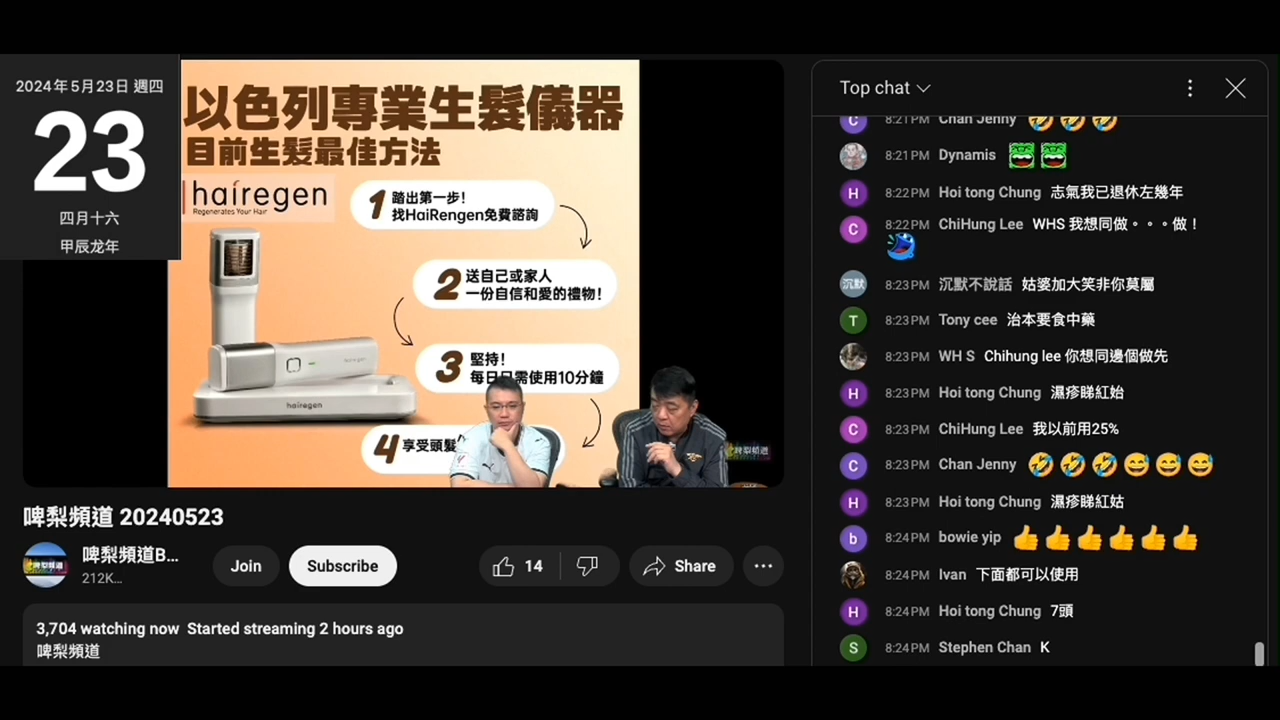 2024年5月23日 週四
23
四月十六
甲辰龙年
以色列專業生髮儀器
目前生髮最佳方法
hairegen
Regenerates Your Hair
1 踏出第一步!
找HaiRengen免費諮詢
2 送自己或家人
一份自信和愛的禮物!
3 堅持!
每日只需使用10分鐘
4 享受頭髮
hairegen
啤梨頻道
啤梨頻道 20240523
啤梨頻道B...
212K...
Join
Subscribe
14
Share
3,704 watching now Started streaming 2 hours ago
啤梨頻道
Top chat
8:21PM Chan Jenny 🤣🤣🤣
8:21PM Dynamis
8:22PM Hoi tong Chung 志氣我已退休左幾年
8:22PM ChiHung Lee WHS 我想同做。。。做！
8:23PM 沉默不說話 姑婆加大笑非你莫屬
8:23PM Tony cee 治本要食中藥
8:23PM WH S Chihung lee 你想同邊個做先
8:23PM Hoi tong Chung 濕疹睇紅始
8:23PM ChiHung Lee 我以前用25%
8:23PM Chan Jenny 🤣🤣🤣😅😅😅
8:23PM Hoi tong Chung 濕疹睇紅姑
8:24PM bowie yip 👍👍👍👍👍👍
8:24PM Ivan 下面都可以使用
8:24PM Hoi tong Chung 7頭
8:24PM Stephen Chan K